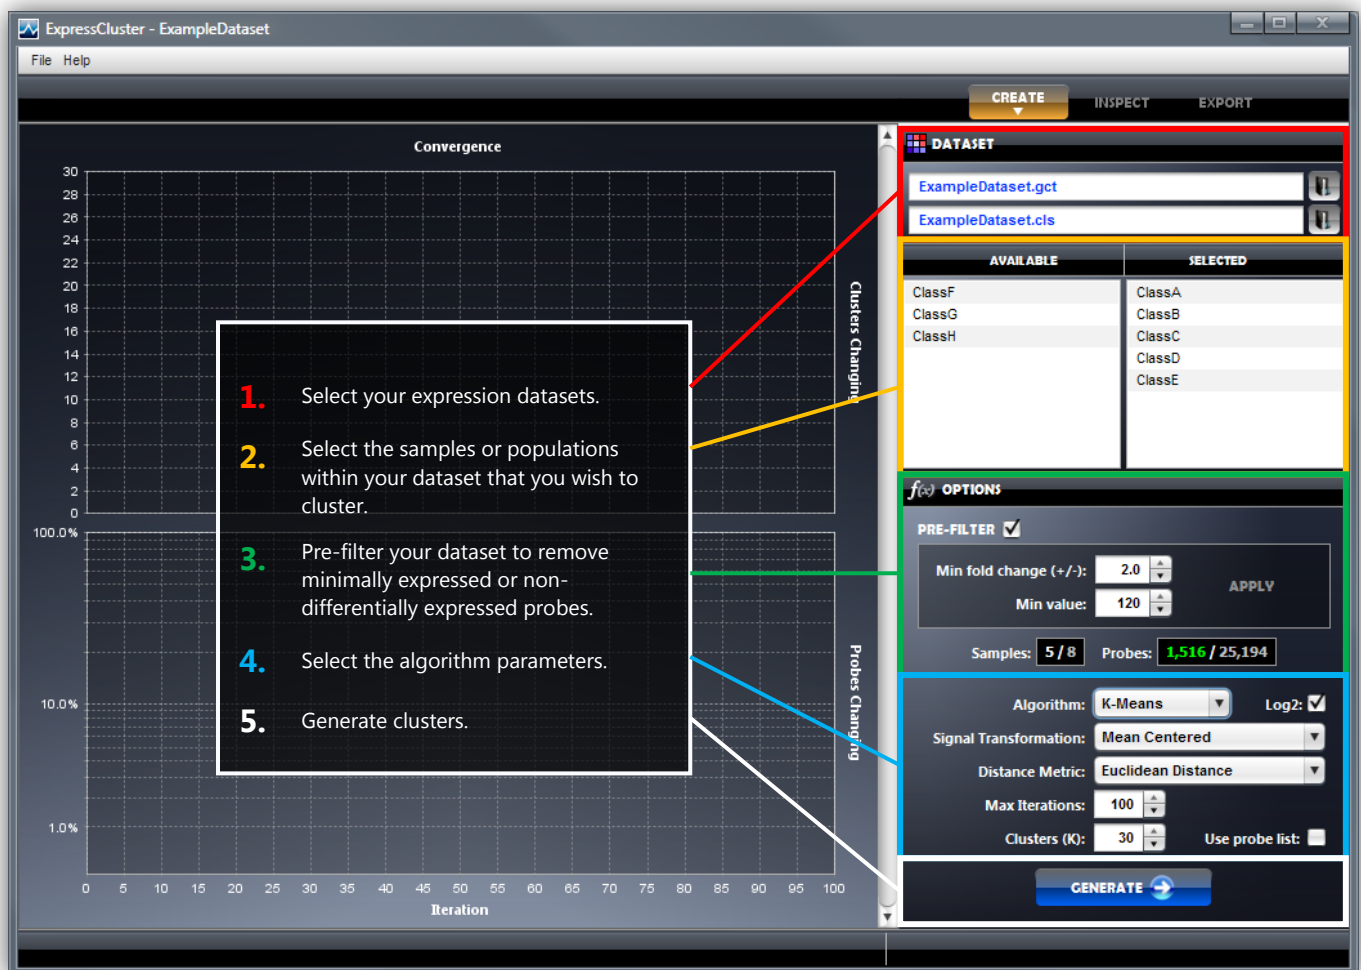 ExpressCluster - ExampleDataset
File Help
CREATE INSPECT EXPORT
Convergence
30
28
26
24
22
20
18
16
14
12
10
8
6
4
2
0
Clusters Changing
100.0%
10.0%
1.0%
Probes Changing
0 5 10 15 20 25 30 35 40 45 50 55 60 65 70 75 80 85 90 95 100
Iteration
1. Select your expression datasets.
2. Select the samples or populations
within your dataset that you wish to
cluster.
3. Pre-filter your dataset to remove
minimally expressed or non-
differentially expressed probes.
4. Select the algorithm parameters.
5. Generate clusters.
DATASET
ExampleDataset.gct
ExampleDataset.cls
AVAILABLE SELECTED
ClassF ClassA
ClassG ClassB
ClassH ClassC
ClassD
ClassE
f(x) OPTIONS
PRE-FILTER
Min fold change (+/-): 2.0
APPLY
Min value: 120
Samples: 5 / 8 Probes: 1,516 / 25,194
Algorithm: K-Means Log2:
Signal Transformation: Mean Centered
Distance Metric: Euclidean Distance
Max Iterations: 100
Clusters (K): 30 Use probe list:
GENERATE